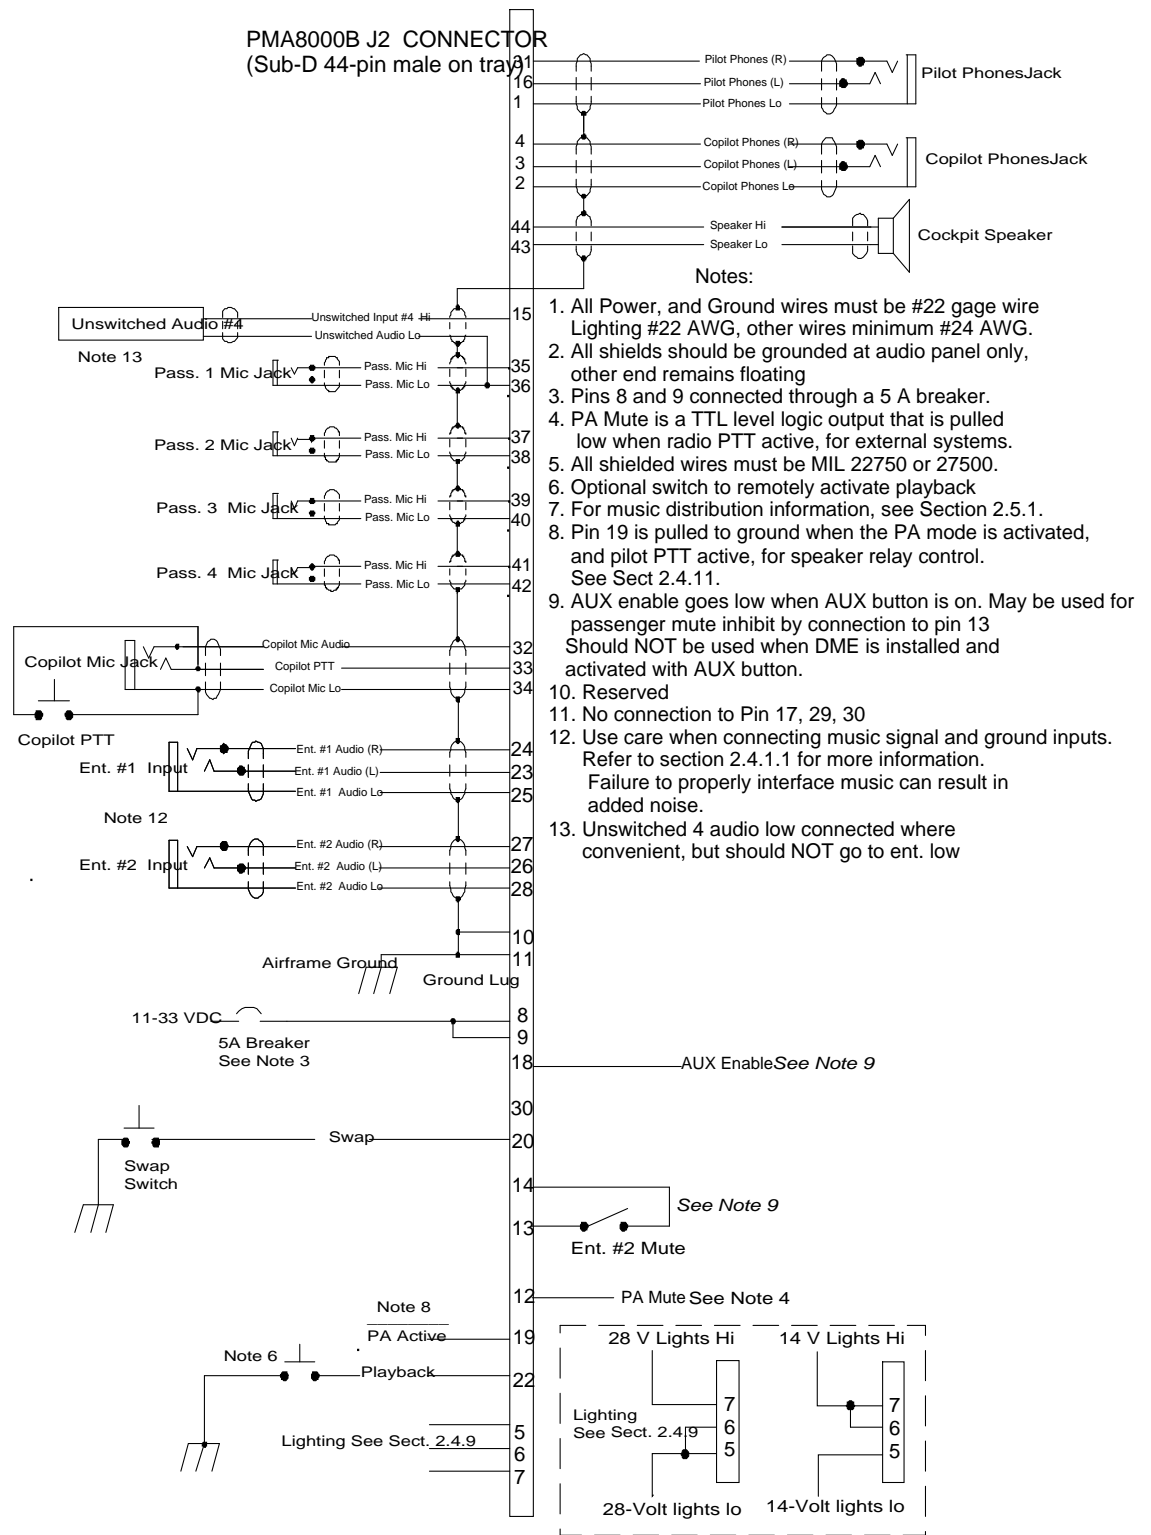 PMA8000B J2 CONNECTOR
(Sub-D 44-pin male on tray)
31
Pilot Phones (R)
16
Pilot Phones (L)
Pilot PhonesJack
1
Pilot Phones Lo
4
Copilot Phones (R)
3
Copilot Phones (L)
Copilot PhonesJack
2
Copilot Phones Lo
44
Speaker Hi
43
Speaker Lo
Cockpit Speaker
Notes:
1. All Power, and Ground wires must be #22 gage wire
Lighting #22 AWG, other wires minimum #24 AWG.
2. All shields should be grounded at audio panel only,
other end remains floating
3. Pins 8 and 9 connected through a 5 A breaker.
4. PA Mute is a TTL level logic output that is pulled
low when radio PTT active, for external systems.
5. All shielded wires must be MIL 22750 or 27500.
6. Optional switch to remotely activate playback
7. For music distribution information, see Section 2.5.1.
8. Pin 19 is pulled to ground when the PA mode is activated,
and pilot PTT active, for speaker relay control.
See Sect 2.4.11.
9. AUX enable goes low when AUX button is on. May be used for
passenger mute inhibit by connection to pin 13
Should NOT be used when DME is installed and
activated with AUX button.
10. Reserved
11. No connection to Pin 17, 29, 30
12. Use care when connecting music signal and ground inputs.
Refer to section 2.4.1.1 for more information.
Failure to properly interface music can result in
added noise.
13. Unswitched 4 audio low connected where
convenient, but should NOT go to ent. low
Unswitched Audio #4
Unswitched Input #4 Hi
15
Unswitched Audio Lo
Note 13
Pass. 1 Mic Jack
Pass. Mic Hi
35
Pass. Mic Lo
36
Pass. 2 Mic Jack
Pass. Mic Hi
37
Pass. Mic Lo
38
Pass. 3 Mic Jack
Pass. Mic Hi
39
Pass. Mic Lo
40
Pass. 4 Mic Jack
Pass. Mic Hi
41
Pass. Mic Lo
42
Copilot Mic Jack
Copilot Mic Audio
32
Copilot PTT
33
Copilot Mic Lo
34
Copilot PTT
Ent. #1 Input
Ent. #1 Audio (R)
24
Ent. #1 Audio (L)
23
Ent. #1 Audio Lo
25
Note 12
Ent. #2 Input
Ent. #2 Audio (R)
27
Ent. #2 Audio (L)
26
Ent. #2 Audio Lo
28
10
Airframe Ground
11
Ground Lug
11-33 VDC
8
5A Breaker
See Note 3
9
18
AUX EnableSee Note 9
30
Swap
20
Swap
Switch
14
See Note 9
13
Ent. #2 Mute
12
PA Mute See Note 4
Note 8
PA Active
19
Note 6
Playback
22
Lighting See Sect. 2.4.9
5
6
7
28 V Lights Hi
14 V Lights Hi
Lighting
See Sect. 2.4.9
7
6
5
7
6
5
28-Volt lights lo
14-Volt lights lo